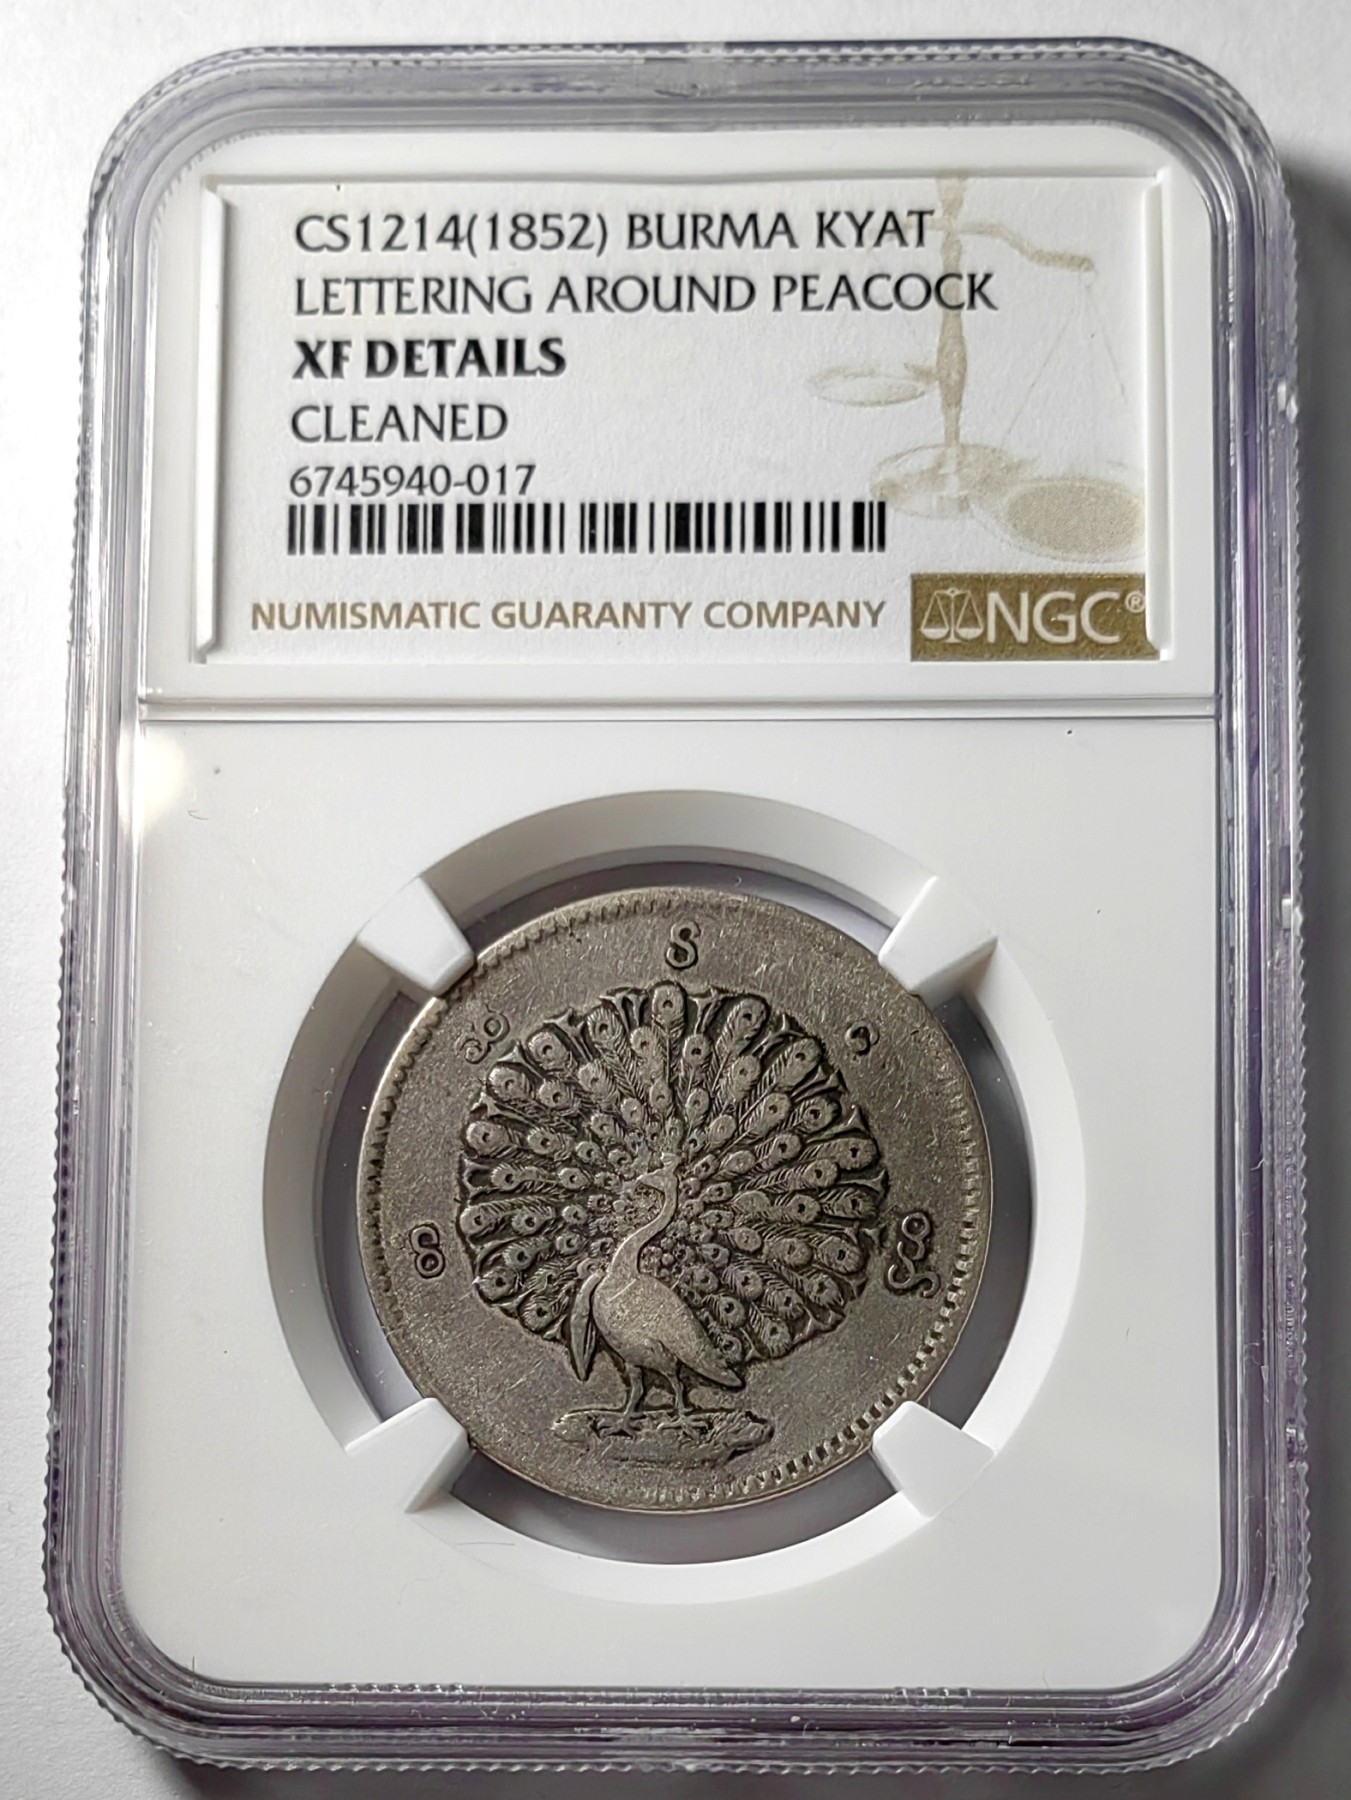 CS1214(1852) BURMA KYAT
LETTERING AROUND PEACOCK
XF DETAILS
CLEANED
6745940-017
NUMISMATIC GUARANTY COMPANY NGC®